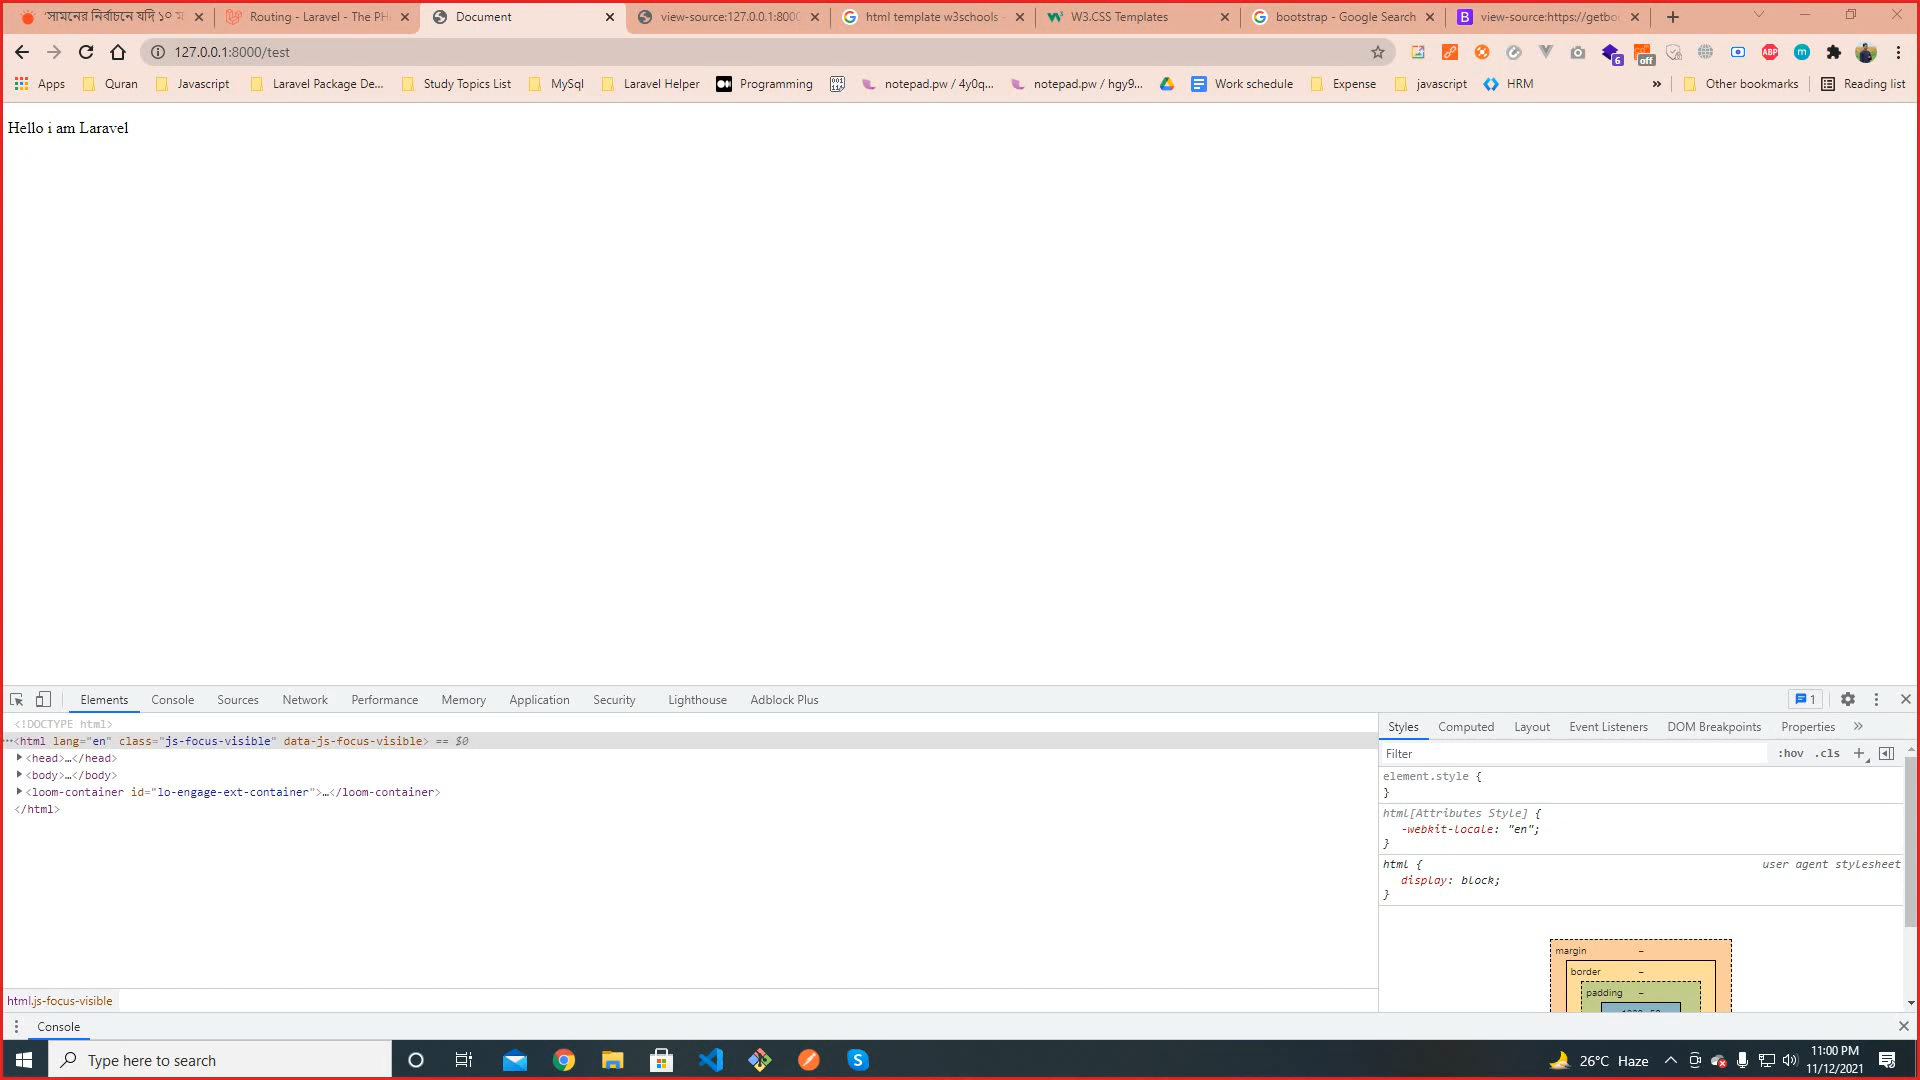 'সামনের নির্বাচনে যদি ১০ ম
Routing - Laravel - The PH
Document
view-source:127.0.0.1:8000
html template w3schools -
W3.CSS Templates
bootstrap - Google Search
view-source:https://getbo
127.0.0.1:8000/test
6
off
ABP
m
Apps
Quran
Javascript
Laravel Package De...
Study Topics List
MySql
Laravel Helper
Programming
notepad.pw / 4y0q...
notepad.pw / hgy9...
Work schedule
Expense
javascript
HRM
»
Other bookmarks
Reading list
Hello i am Laravel
Elements
Console
Sources
Network
Performance
Memory
Application
Security
Lighthouse
Adblock Plus
1
<!DOCTYPE html>
⋯<html lang="en" class="js-focus-visible" data-js-focus-visible> == $0
<head>…</head>
<body>…</body>
<loom-container id="lo-engage-ext-container">…</loom-container>
</html>
html.js-focus-visible
Styles
Computed
Layout
Event Listeners
DOM Breakpoints
Properties
»
Filter
:hov .cls +
element.style {
}
html[Attributes Style] {
-webkit-locale: "en";
}
html {
user agent stylesheet
display: block;
}
margin –
border –
padding –
Console
Type here to search
26°C Haze
11:00 PM
11/12/2021